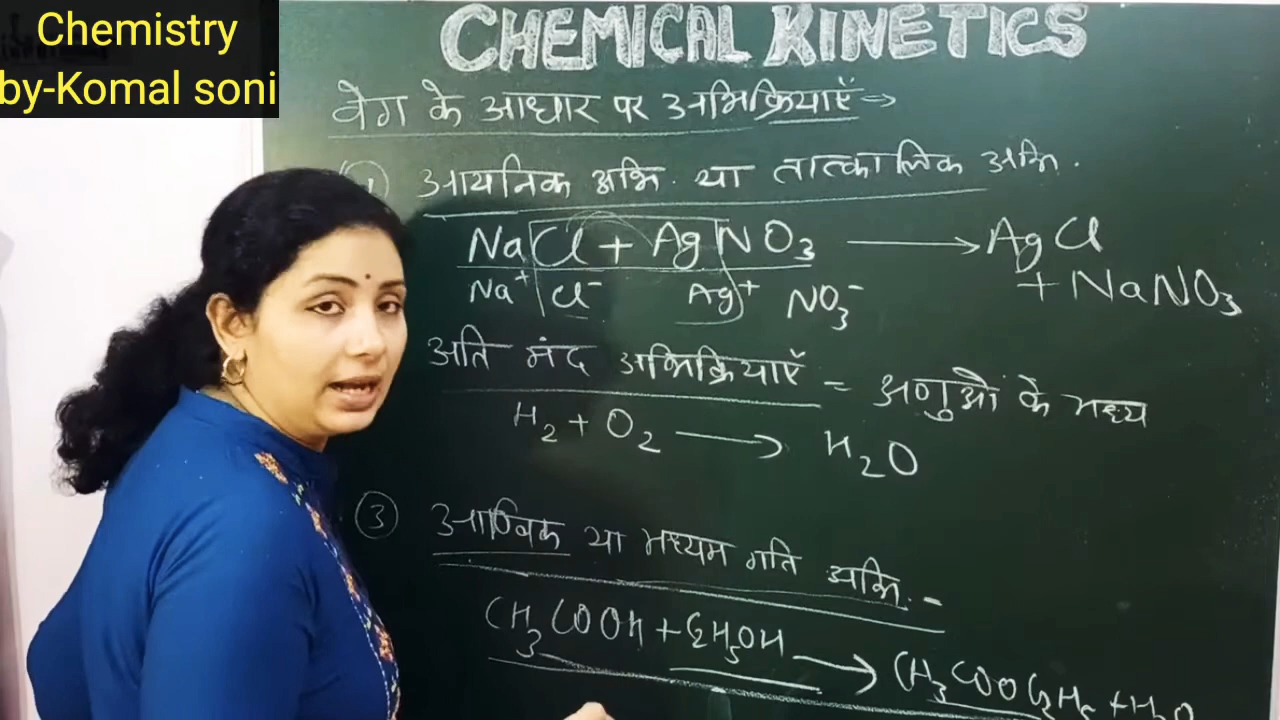 Chemistry
by-Komal soni
CHEMICAL KINETICS
वेग के आधार पर अभिक्रियाएँ →
आयनिक अभि. या तात्कालिक अभि.
NaCl + AgNO3 → AgCl
+ NaNO3
Na+ Cl- Ag+ NO3-
अति मंद अभिक्रियाएँ = अणुओं के मध्य
H2 + O2 → H2O
(3) आण्विक या मध्यम गति अभि. -
CH3COOH + C2H5OH → CH3COOC2H5 + H2O